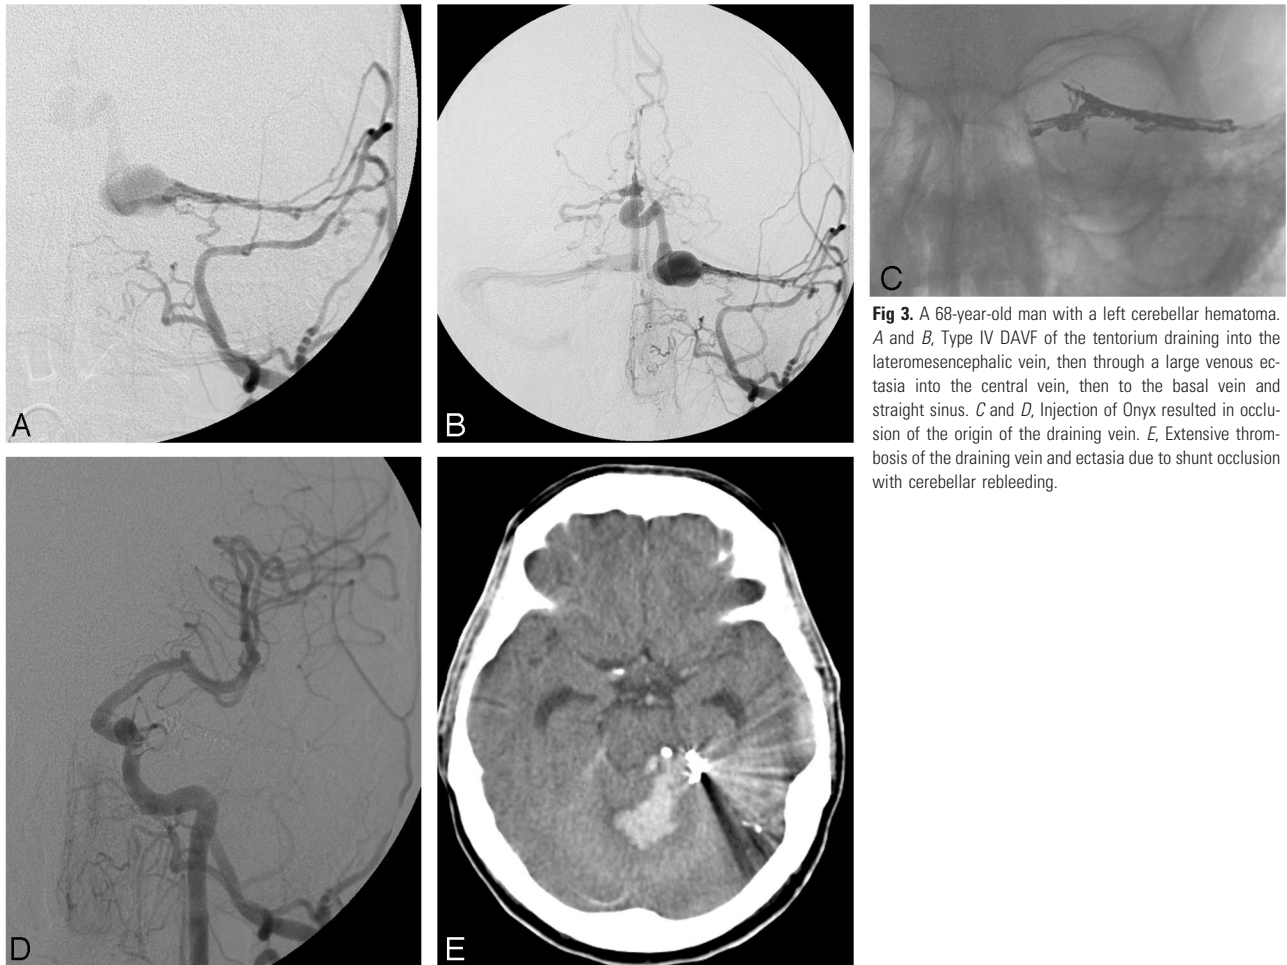 A
B
C
Fig 3. A 68-year-old man with a left cerebellar hematoma.
A and B, Type IV DAVF of the tentorium draining into the
lateromesencephalic vein, then through a large venous ec-
tasia into the central vein, then to the basal vein and
straight sinus. C and D, Injection of Onyx resulted in occlu-
sion of the origin of the draining vein. E, Extensive throm-
bosis of the draining vein and ectasia due to shunt occlusion
with cerebellar rebleeding.
D
E